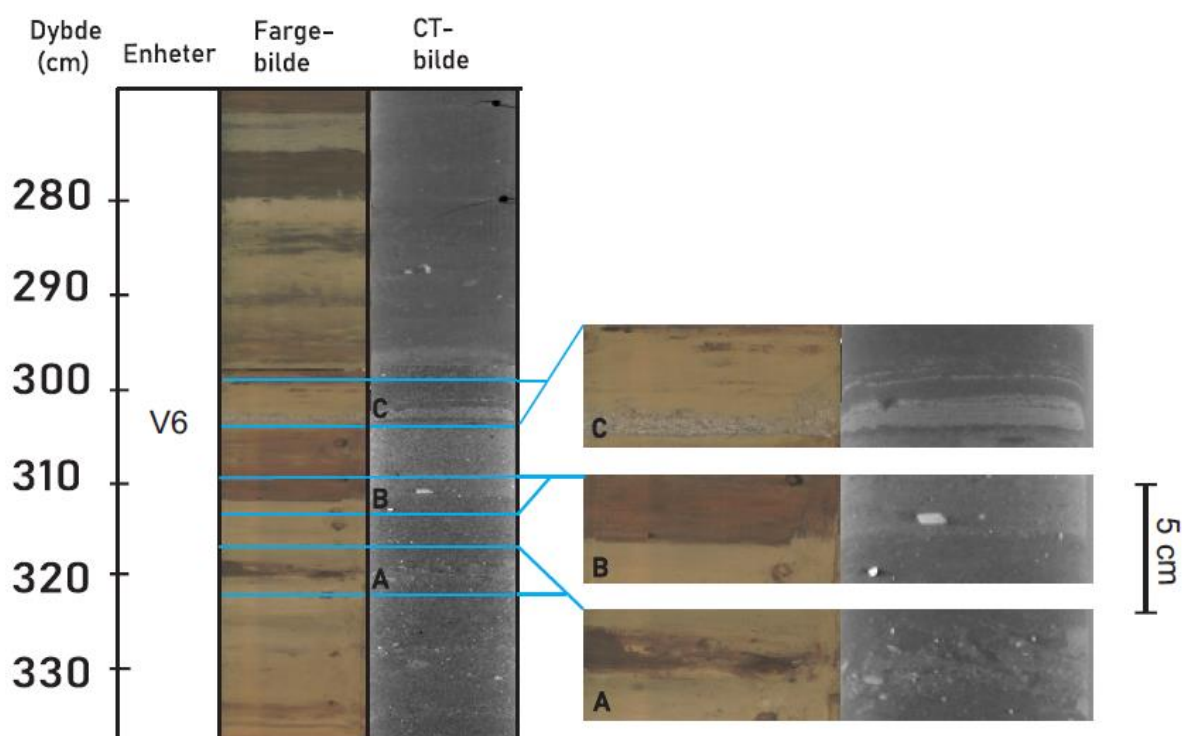 Dybde
(cm)
Enheter
Farge-
bilde
CT-
bilde
280
290
300
310
320
330
V6
C
B
A
C
B
A
5 cm